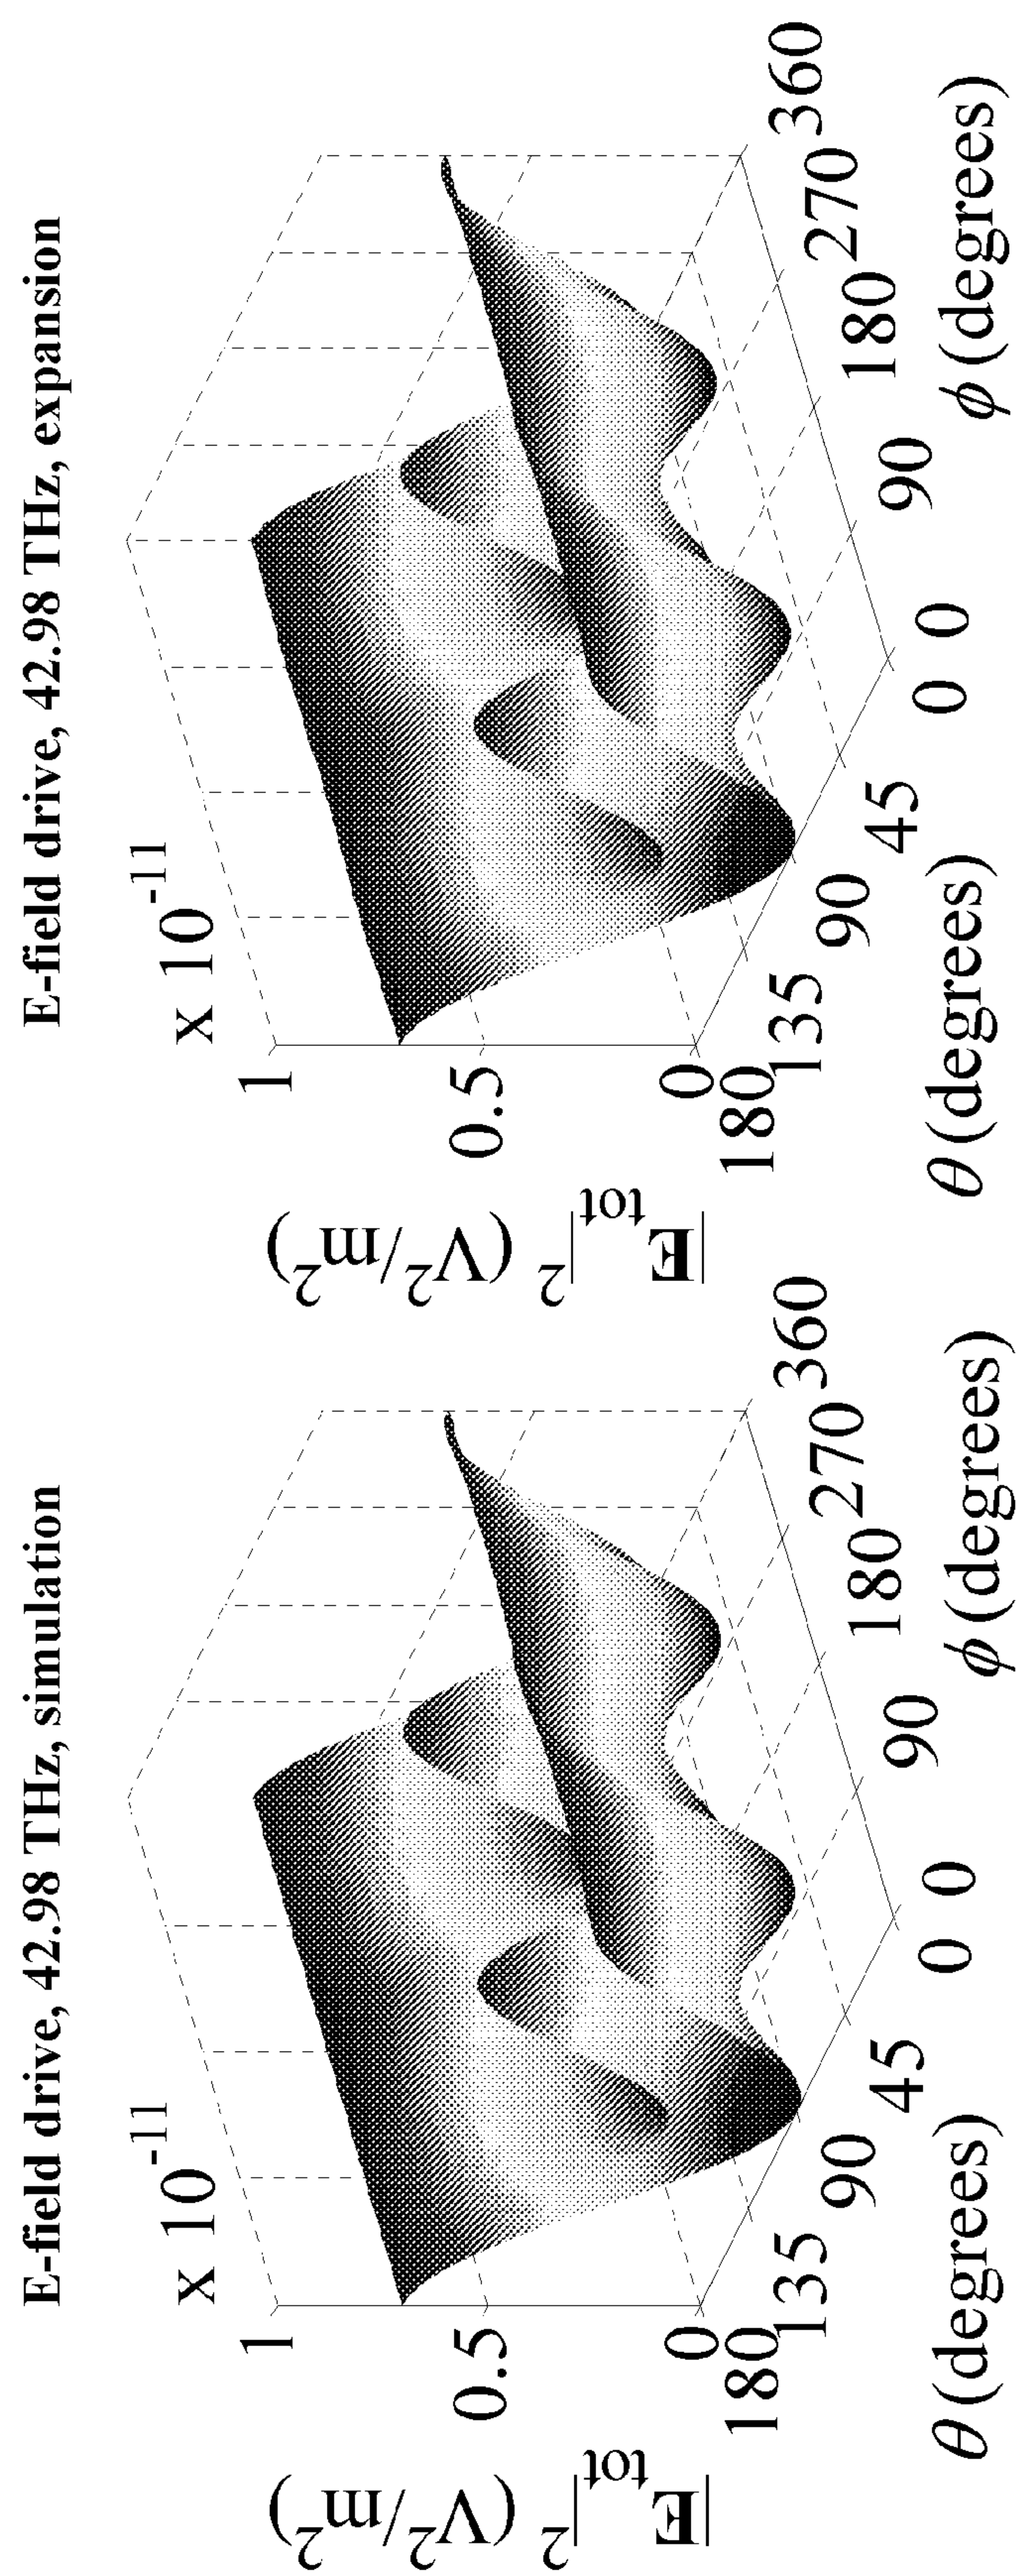 E-field drive, 42.98 THz, simulation
x 10^-11
1
0.5
0
|E_tot|^2
(V^2/m^2)
180
135
90
45
0
θ (degrees)
0
90
180
270
360
ϕ (degrees)
E-field drive, 42.98 THz, expansion
x 10^-11
1
0.5
0
|E_tot|^2
(V^2/m^2)
180
135
90
45
0
θ (degrees)
0
90
180
270
360
ϕ (degrees)